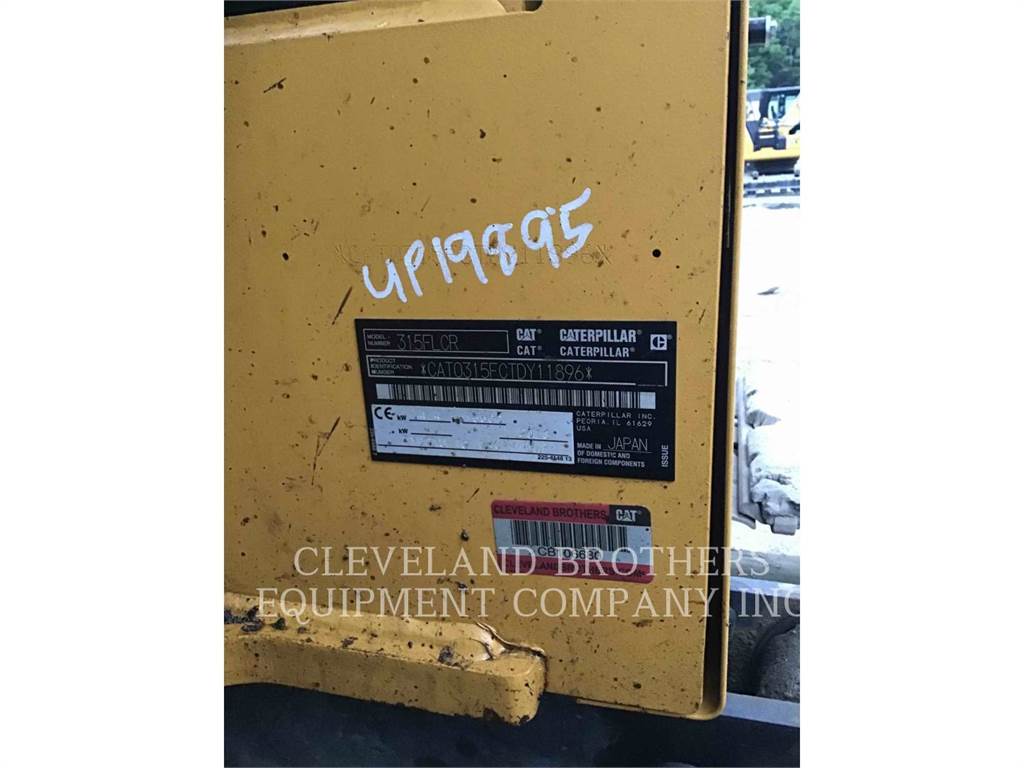 UP19895
MODEL- NUMBER 315FLCR
CAT® CATERPILLAR®
CAT® CATERPILLAR®
PRODUCT IDENTIFICATION NUMBER *CAT0315FCTDY11896*
CE kW
kW
CATERPILLAR INC.
PEORIA, IL 61629
USA
MADE IN JAPAN
OF DOMESTIC AND
FOREIGN COMPONENTS
ISSUE
CLEVELAND BROTHERS CAT®
CLEVELAND BROTHERS
EQUIPMENT COMPANY INC